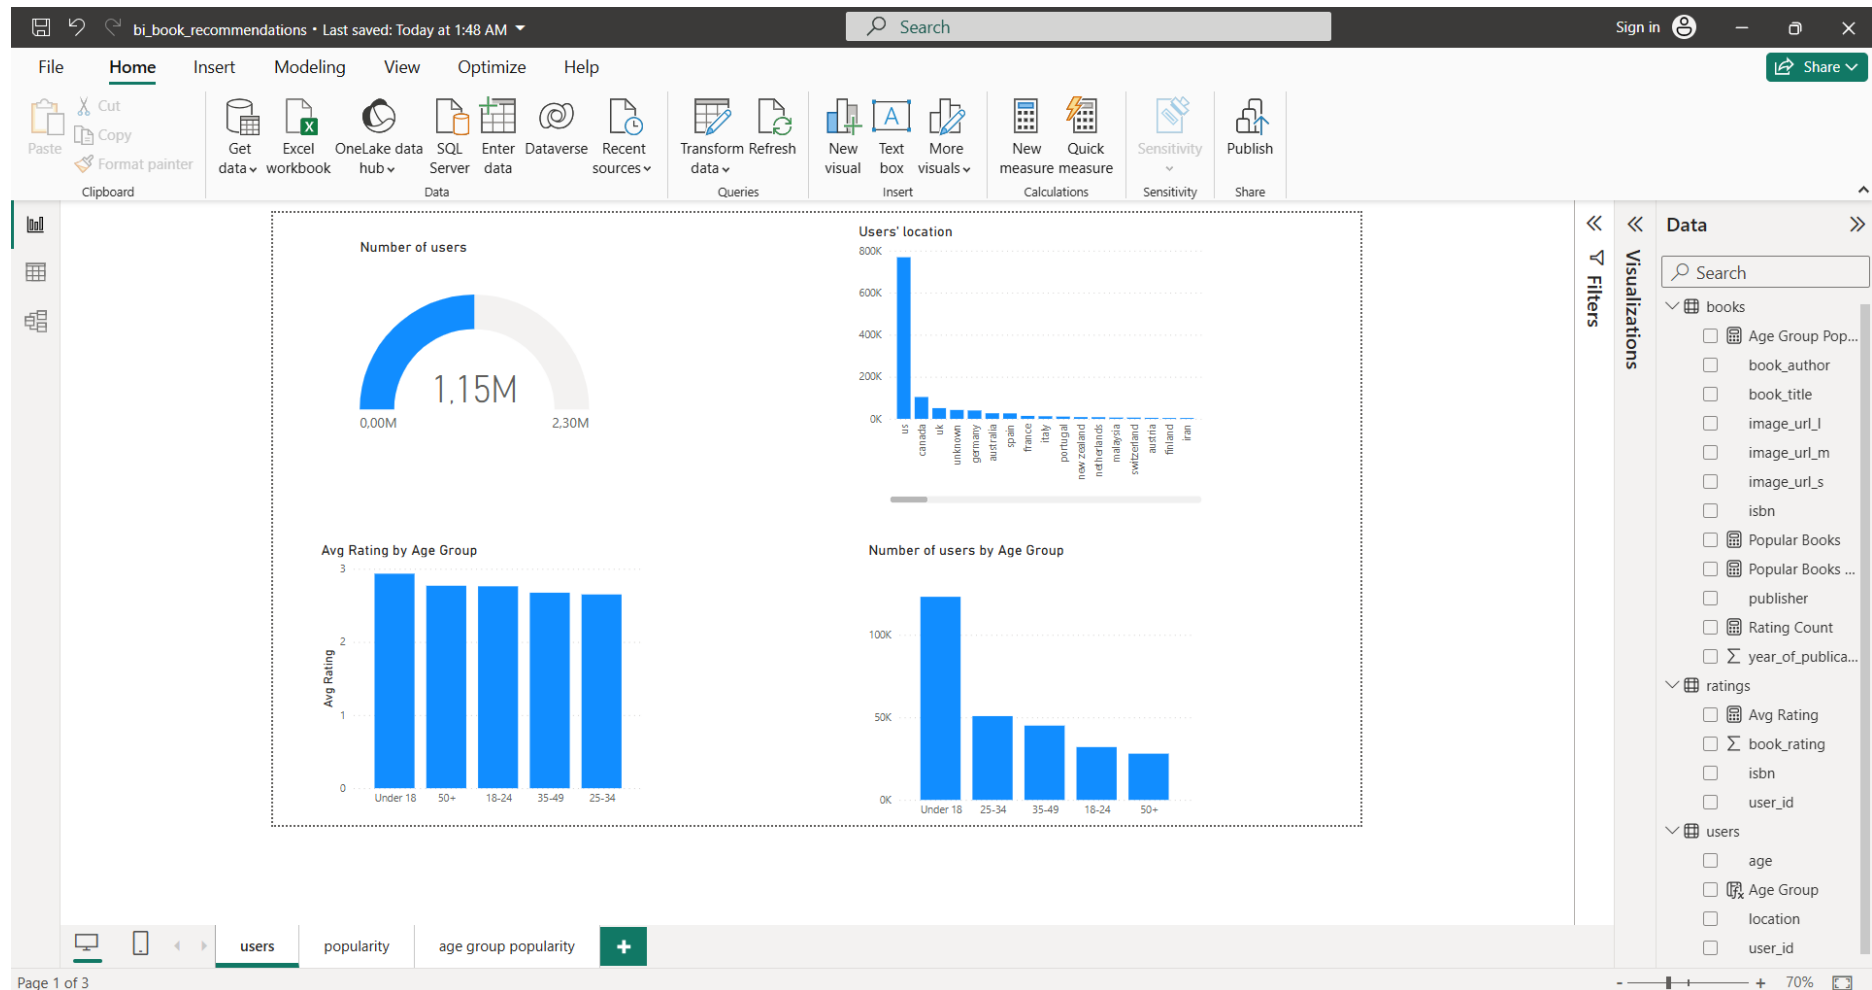 bi_book_recommendations • Last saved: Today at 1:48 AM
Search
Sign in
File Home Insert Modeling View Optimize Help
Share
Paste
Cut
Copy
Format painter
Clipboard
Get data
Excel workbook
OneLake data hub
SQL Server
Enter data
Dataverse
Recent sources
Data
Transform data
Refresh
Queries
New visual
Text box
More visuals
Insert
New measure
Quick measure
Calculations
Sensitivity
Sensitivity
Publish
Share
Number of users
1,15M
0,00M 2,30M
Users' location
800K
600K
400K
200K
0K
us canada uk unknown germany australia spain france italy portugal new zealand netherlands malaysia switzerland austria finland iran
Avg Rating by Age Group
Avg Rating
3
2
1
0
Under 18 50+ 18-24 35-49 25-34
Number of users by Age Group
100K
50K
0K
Under 18 25-34 35-49 18-24 50+
Filters
Visualizations
Data
Search
books
Age Group Pop...
book_author
book_title
image_url_l
image_url_m
image_url_s
isbn
Popular Books
Popular Books ...
publisher
Rating Count
year_of_publica...
ratings
Avg Rating
book_rating
isbn
user_id
users
age
Age Group
location
user_id
users popularity age group popularity
Page 1 of 3
70%